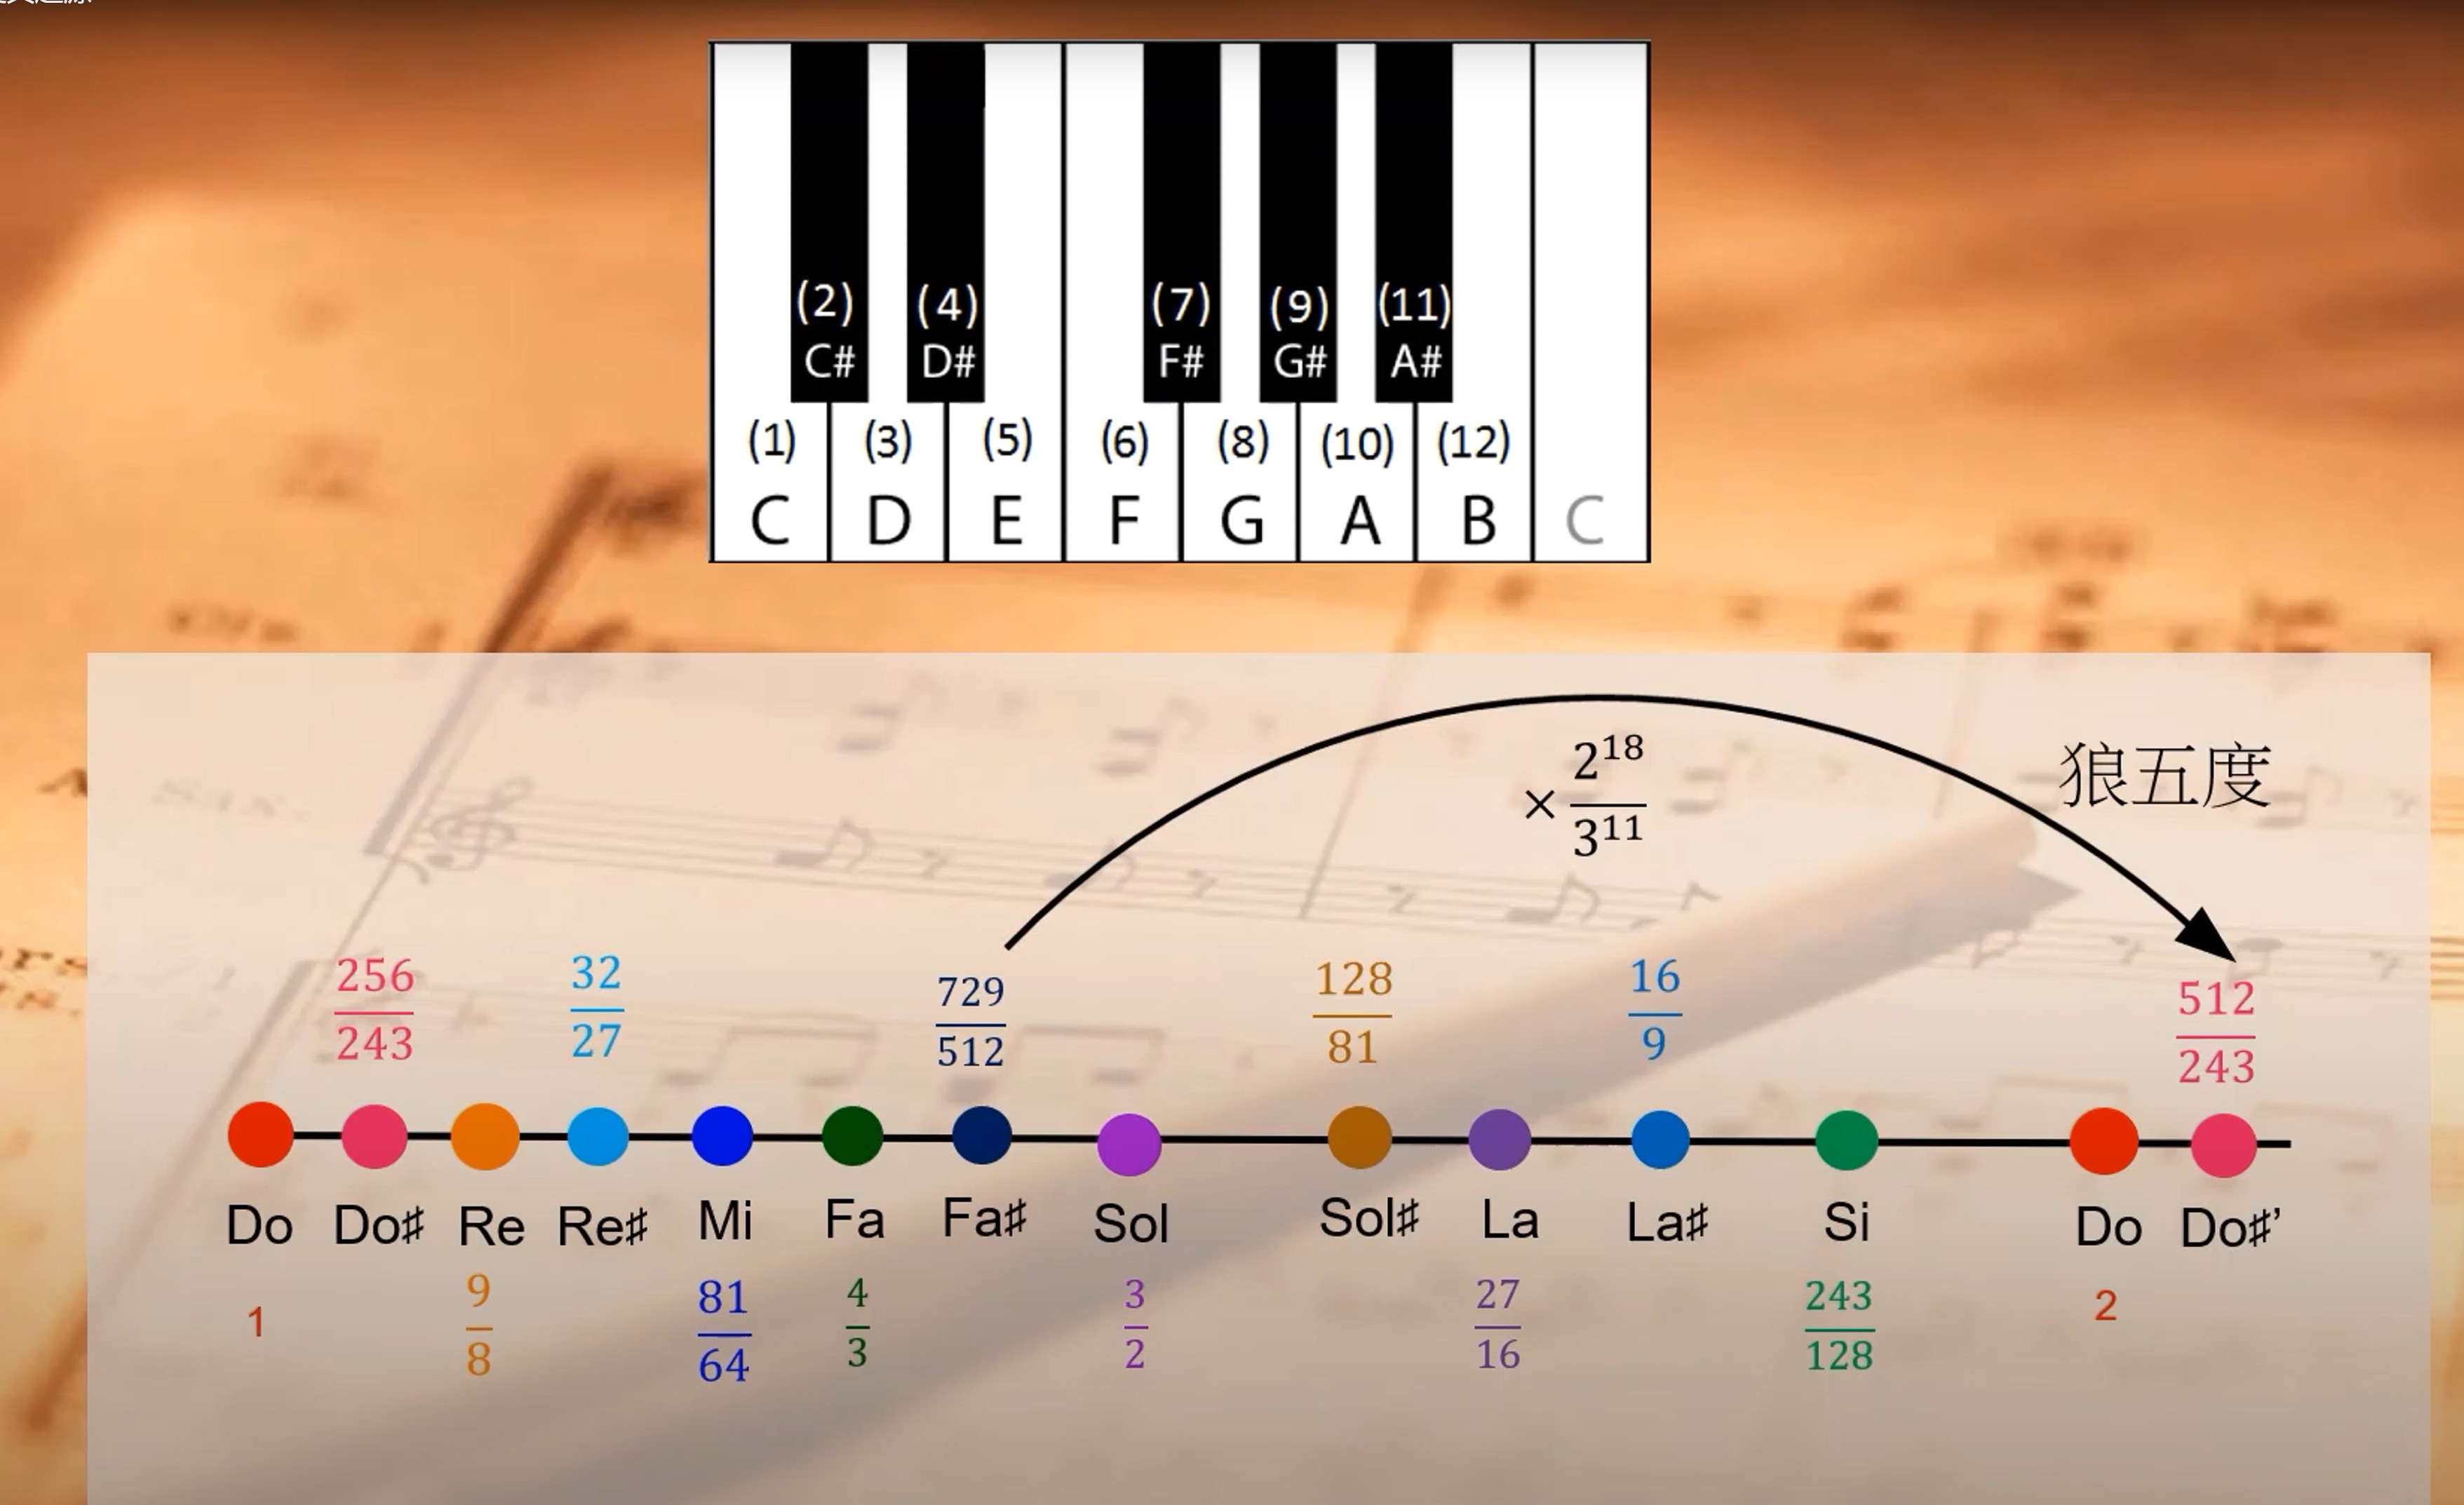 (2) (4) (7) (9) (11)
C# D# F# G# A#
(1) (3) (5) (6) (8) (10) (12)
C D E F G A B C
狼五度
× 2¹⁸/3¹¹
256/243 32/27 729/512 128/81 16/9 512/243
Do Do♯ Re Re♯ Mi Fa Fa♯ Sol Sol♯ La La♯ Si Do Do♯’
1 9/8 81/64 4/3 3/2 27/16 243/128 2